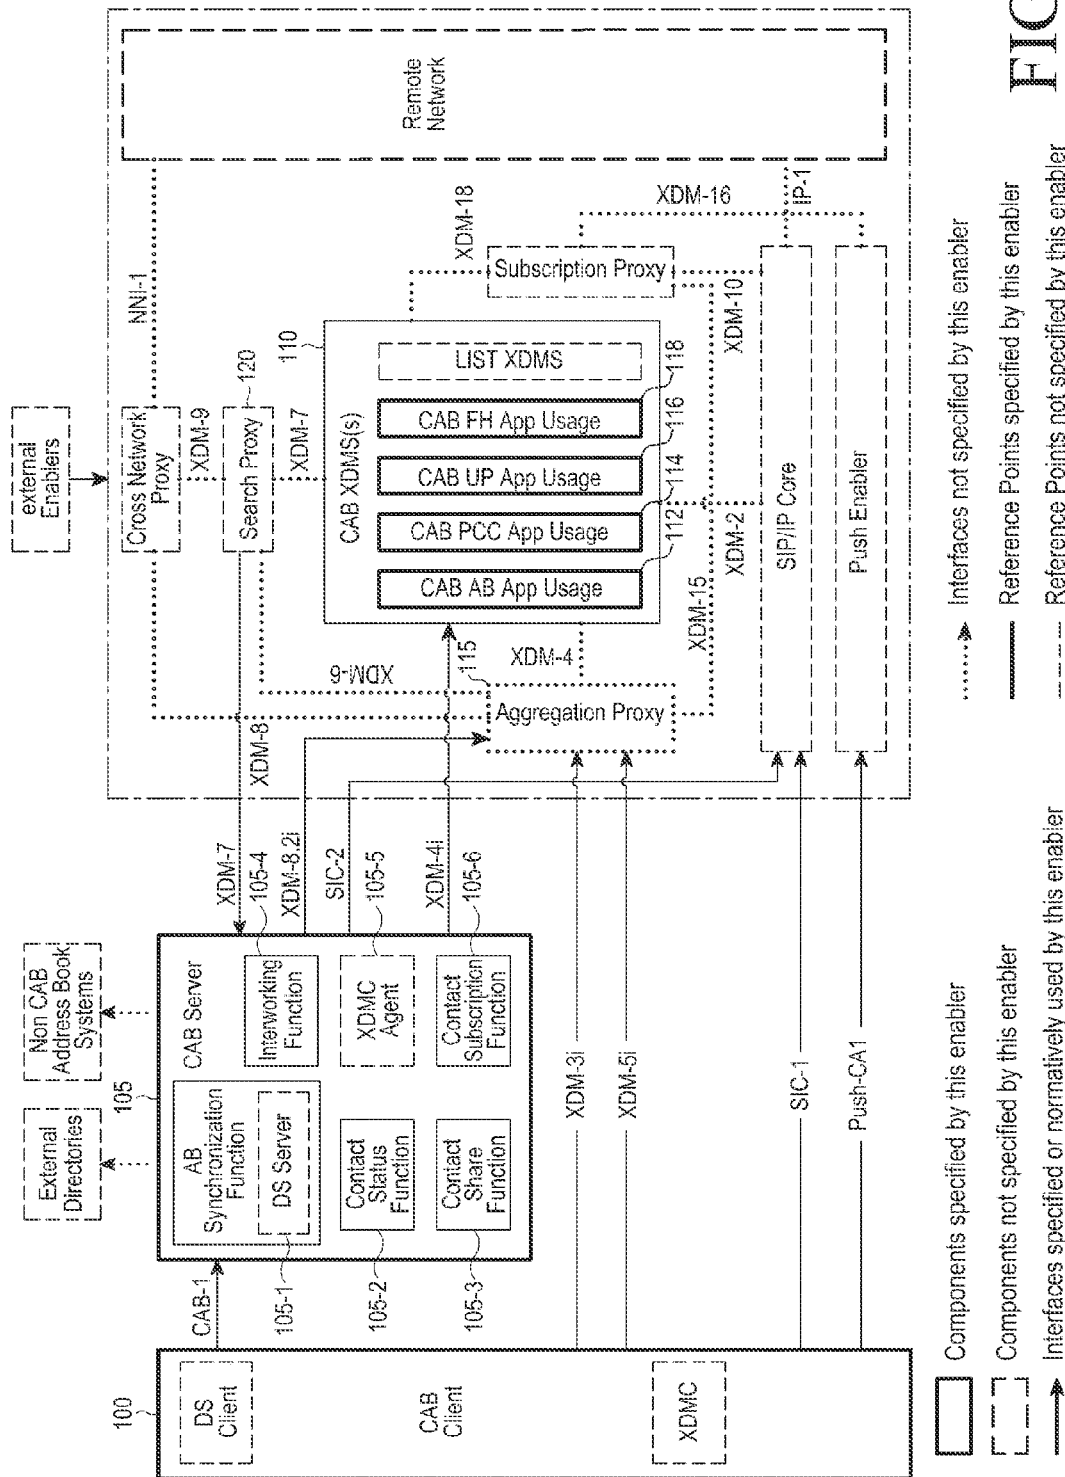 100
DS
Client
CAB
Client
XDMC
CAB-1
External
Directories
Non CAB
Address Book
Systems
105
CAB Server
AB
Synchronization
Function
DS Server
105-1
Contact
Status
Function
105-2
Contact
Share
Function
105-3
Interworking
Function
105-4
XDMC
Agent
105-5
Contact
Subscription
Function
105-6
XDM-7
XDM-8.2i
SIC-2
XDM-4i
XDM-8
XDM-3i
XDM-5i
SIC-1
Push-CA1
external
Enablers
Cross Network
Proxy
NNI-1
XDM-9
120
Search Proxy
XDM-7
XDM-6
110
CAB XDMS(s)
CAB AB App Usage
CAB PCC App Usage
CAB UP App Usage
CAB FH App Usage
LIST XDMS
112
114
116
118
115
Aggregation Proxy
XDM-4
XDM-15
XDM-2
XDM-10
XDM-18
Subscription Proxy
XDM-16
IP-1
SIP/IP Core
Push Enabler
Remote
Network
Components specified by this enabler
Components not specified by this enabler
Interfaces specified or normatively used by this enabler
Interfaces not specified by this enabler
Reference Points specified by this enabler
Reference Points not specified by this enabler
FIG